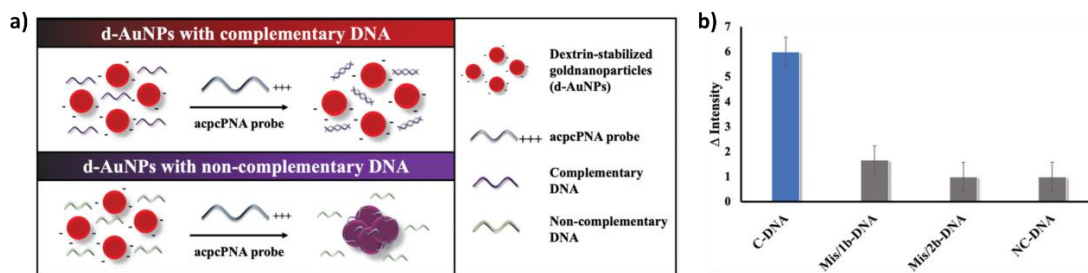 a)
d-AuNPs with complementary DNA
+++
acpcPNA probe
d-AuNPs with non-complementary DNA
+++
acpcPNA probe
Dextrin-stabilized
goldnanoparticles
(d-AuNPs)
+++ acpcPNA probe
Complementary
DNA
Non-complementary
DNA
b)
Δ Intensity
7
6
5
4
3
2
1
0
C-DNA
Mis/1b-DNA
Mis/2b-DNA
NC-DNA